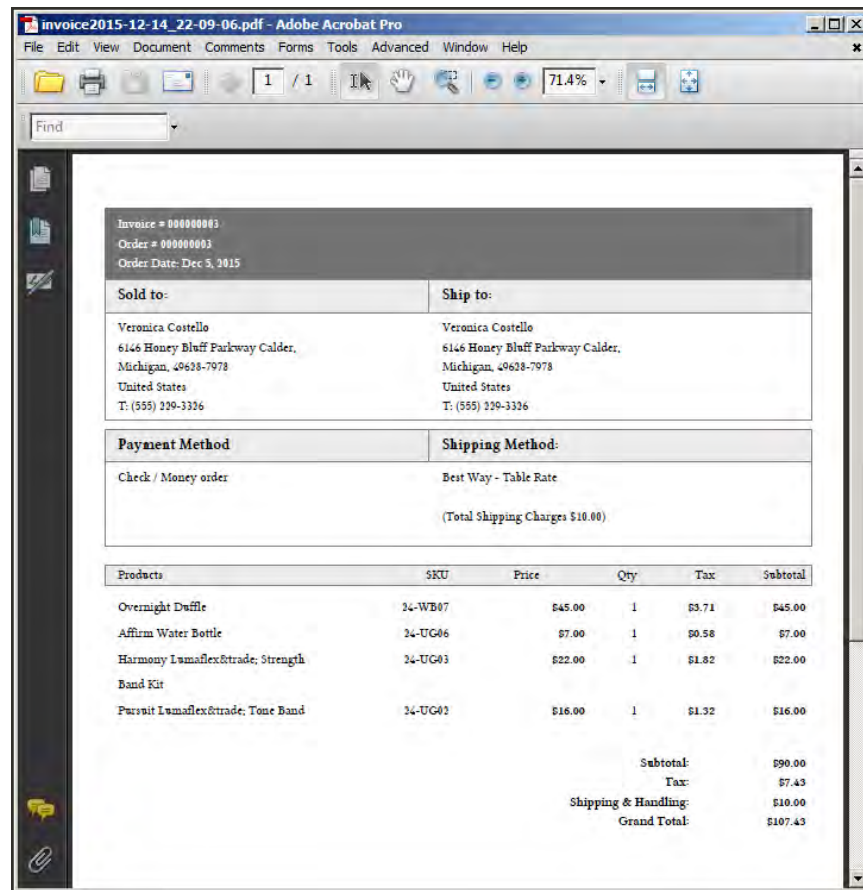 invoice2015-12-14_22-09-06.pdf - Adobe Acrobat Pro
File Edit View Document Comments Forms Tools Advanced Window Help
1 / 1 71.4%
Find
Invoice # 000000003
Order # 000000003
Order Date: Dec 5, 2015
Sold to: Ship to:
Veronica Costello Veronica Costello
6146 Honey Bluff Parkway Calder, 6146 Honey Bluff Parkway Calder,
Michigan, 49628-7978 Michigan, 49628-7978
United States United States
T: (555) 229-3326 T: (555) 229-3326
Payment Method Shipping Method:
Check / Money order Best Way - Table Rate
(Total Shipping Charges $10.00)
Products SKU Price Qty Tax Subtotal
Overnight Duffle 24-WB07 $45.00 1 $3.71 $45.00
Affirm Water Bottle 24-UG06 $7.00 1 $0.58 $7.00
Harmony Lumaflex&trade; Strength 24-UG03 $22.00 1 $1.82 $22.00
Band Kit
Pursuit Lumaflex&trade; Tone Band 24-UG02 $16.00 1 $1.32 $16.00
Subtotal: $90.00
Tax: $7.43
Shipping & Handling: $10.00
Grand Total: $107.43